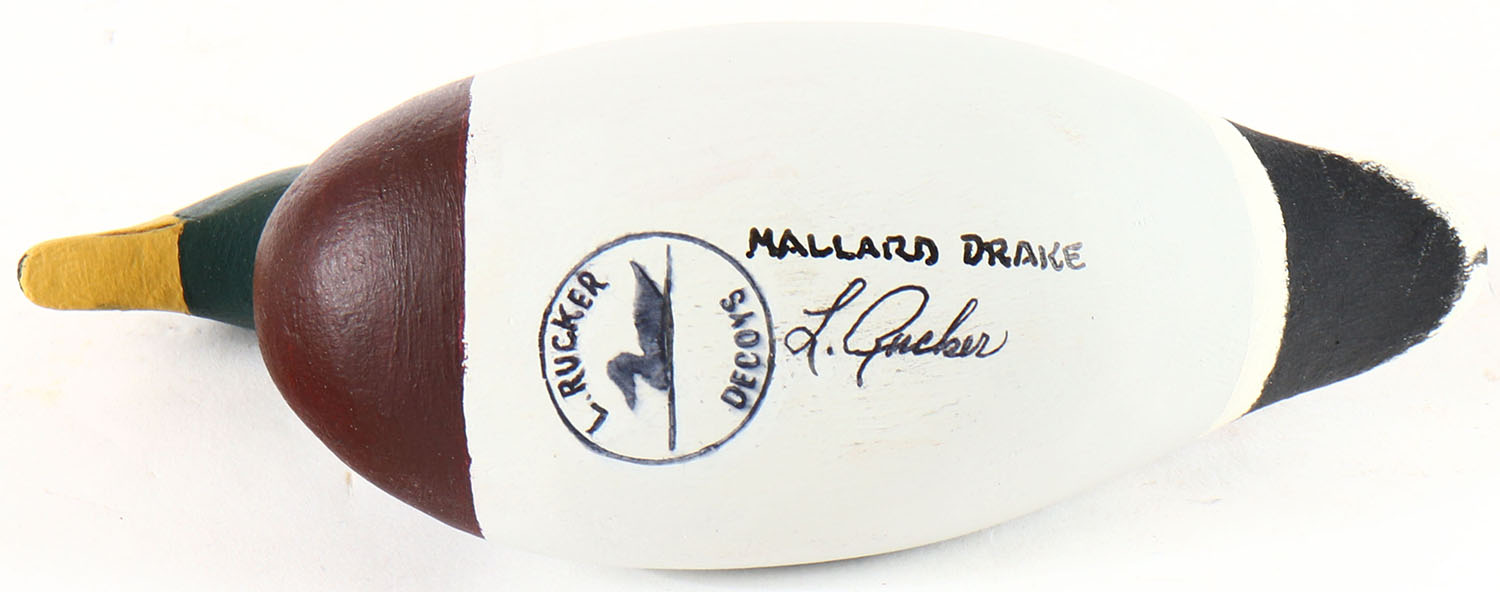 L. RUCKER
DECOYS
MALLARD DRAKE
L. Rucker